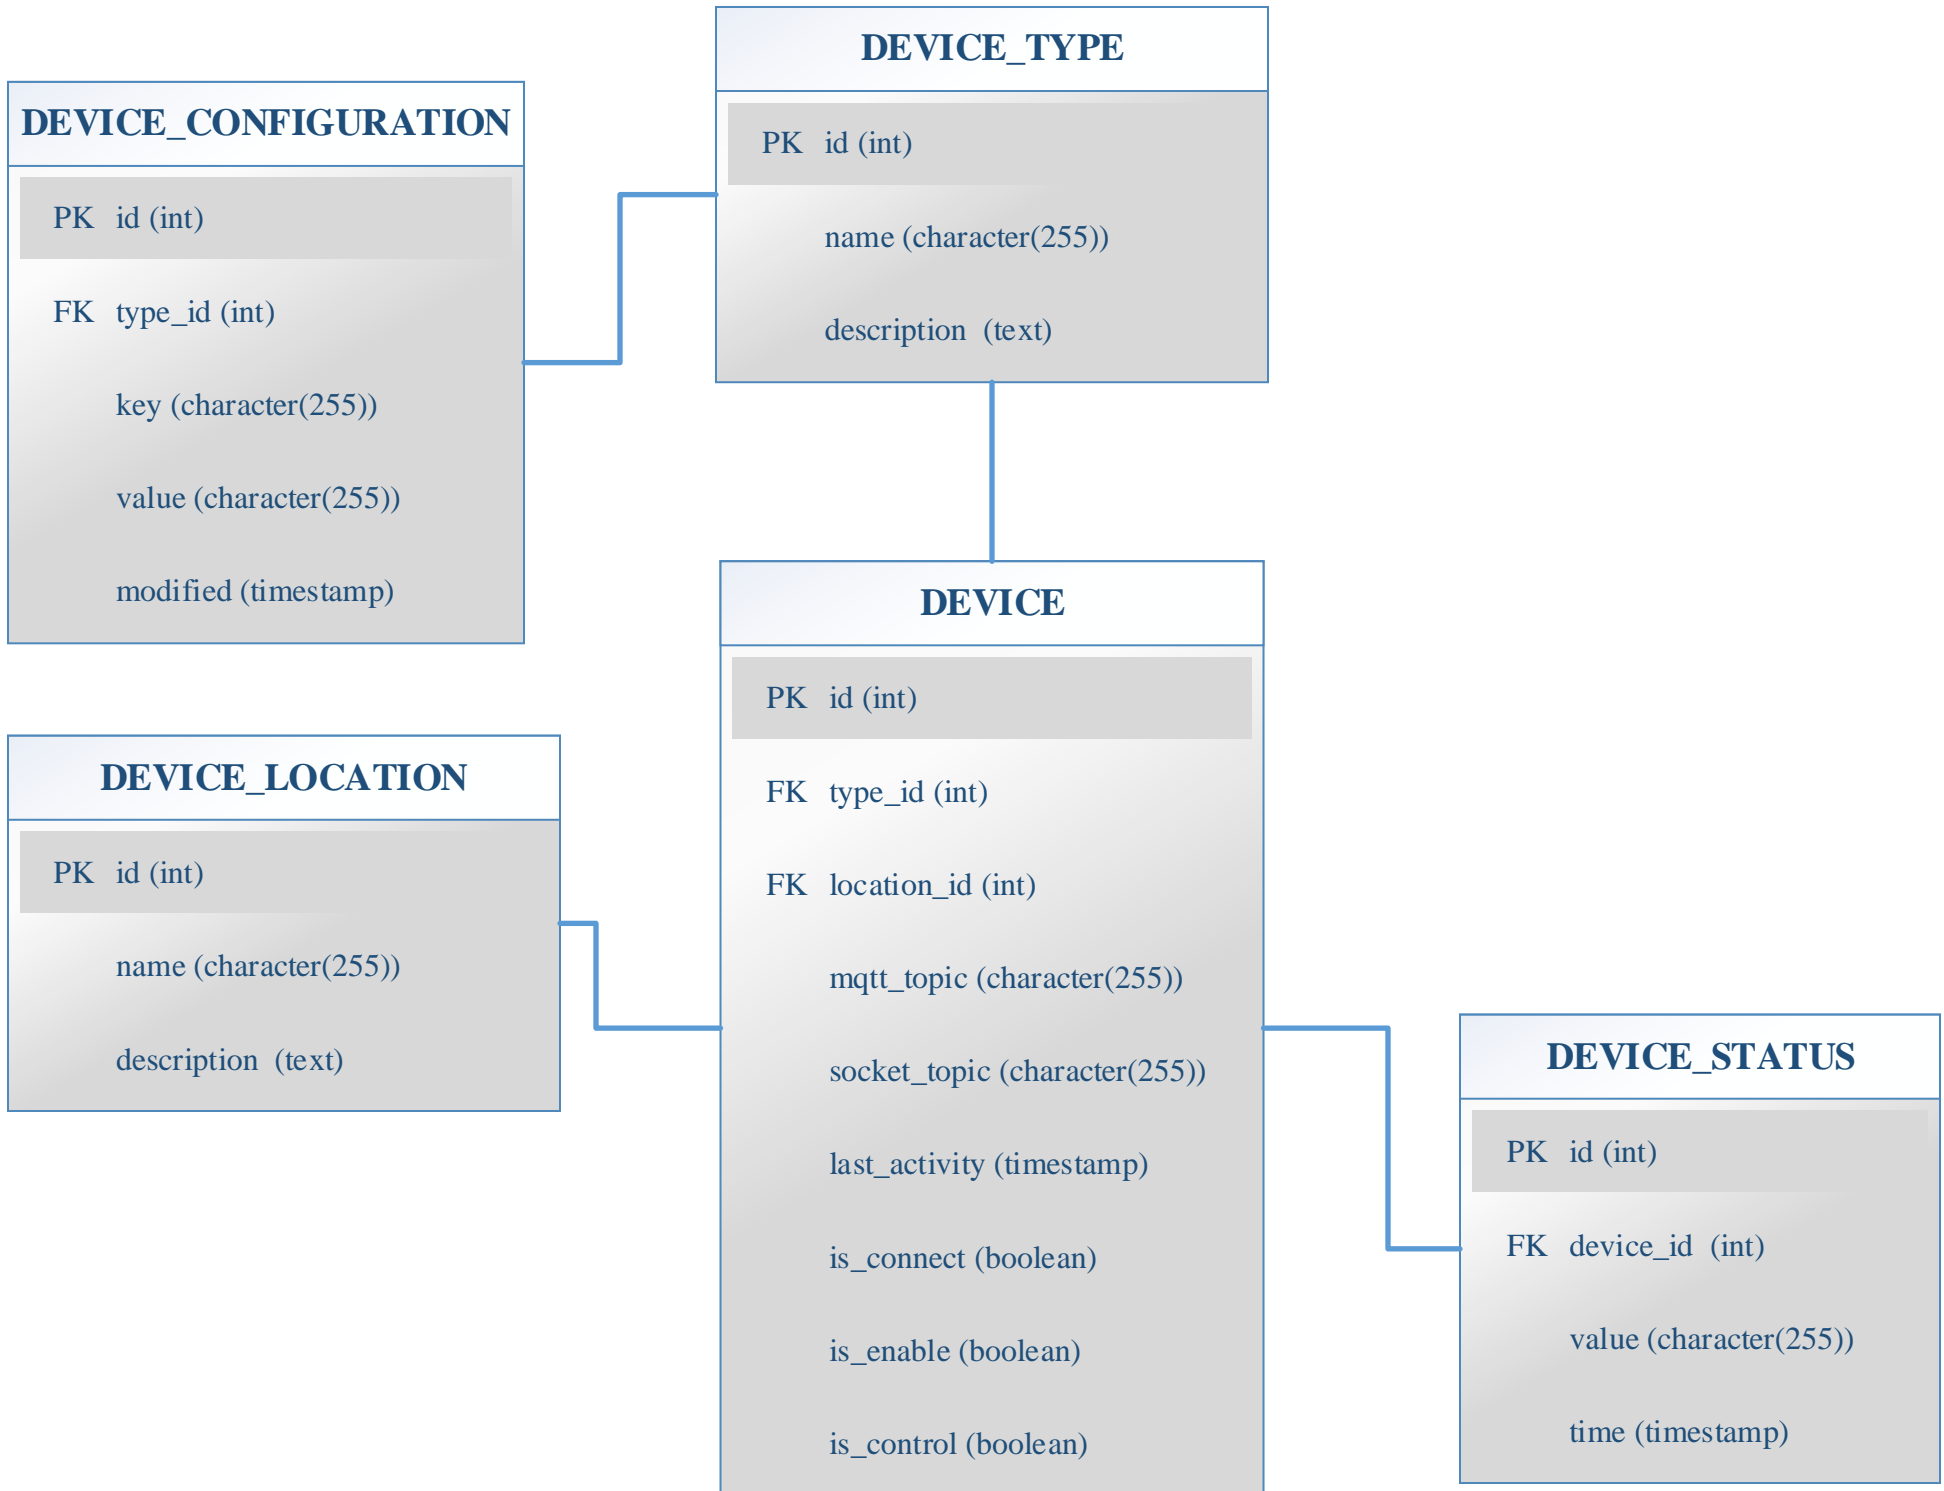 DEVICE_TYPE
PK id (int)
name (character(255))
description (text)
DEVICE_CONFIGURATION
PK id (int)
FK type_id (int)
key (character(255))
value (character(255))
modified (timestamp)
DEVICE
PK id (int)
FK type_id (int)
FK location_id (int)
mqtt_topic (character(255))
socket_topic (character(255))
last_activity (timestamp)
is_connect (boolean)
is_enable (boolean)
is_control (boolean)
DEVICE_LOCATION
PK id (int)
name (character(255))
description (text)
DEVICE_STATUS
PK id (int)
FK device_id (int)
value (character(255))
time (timestamp)